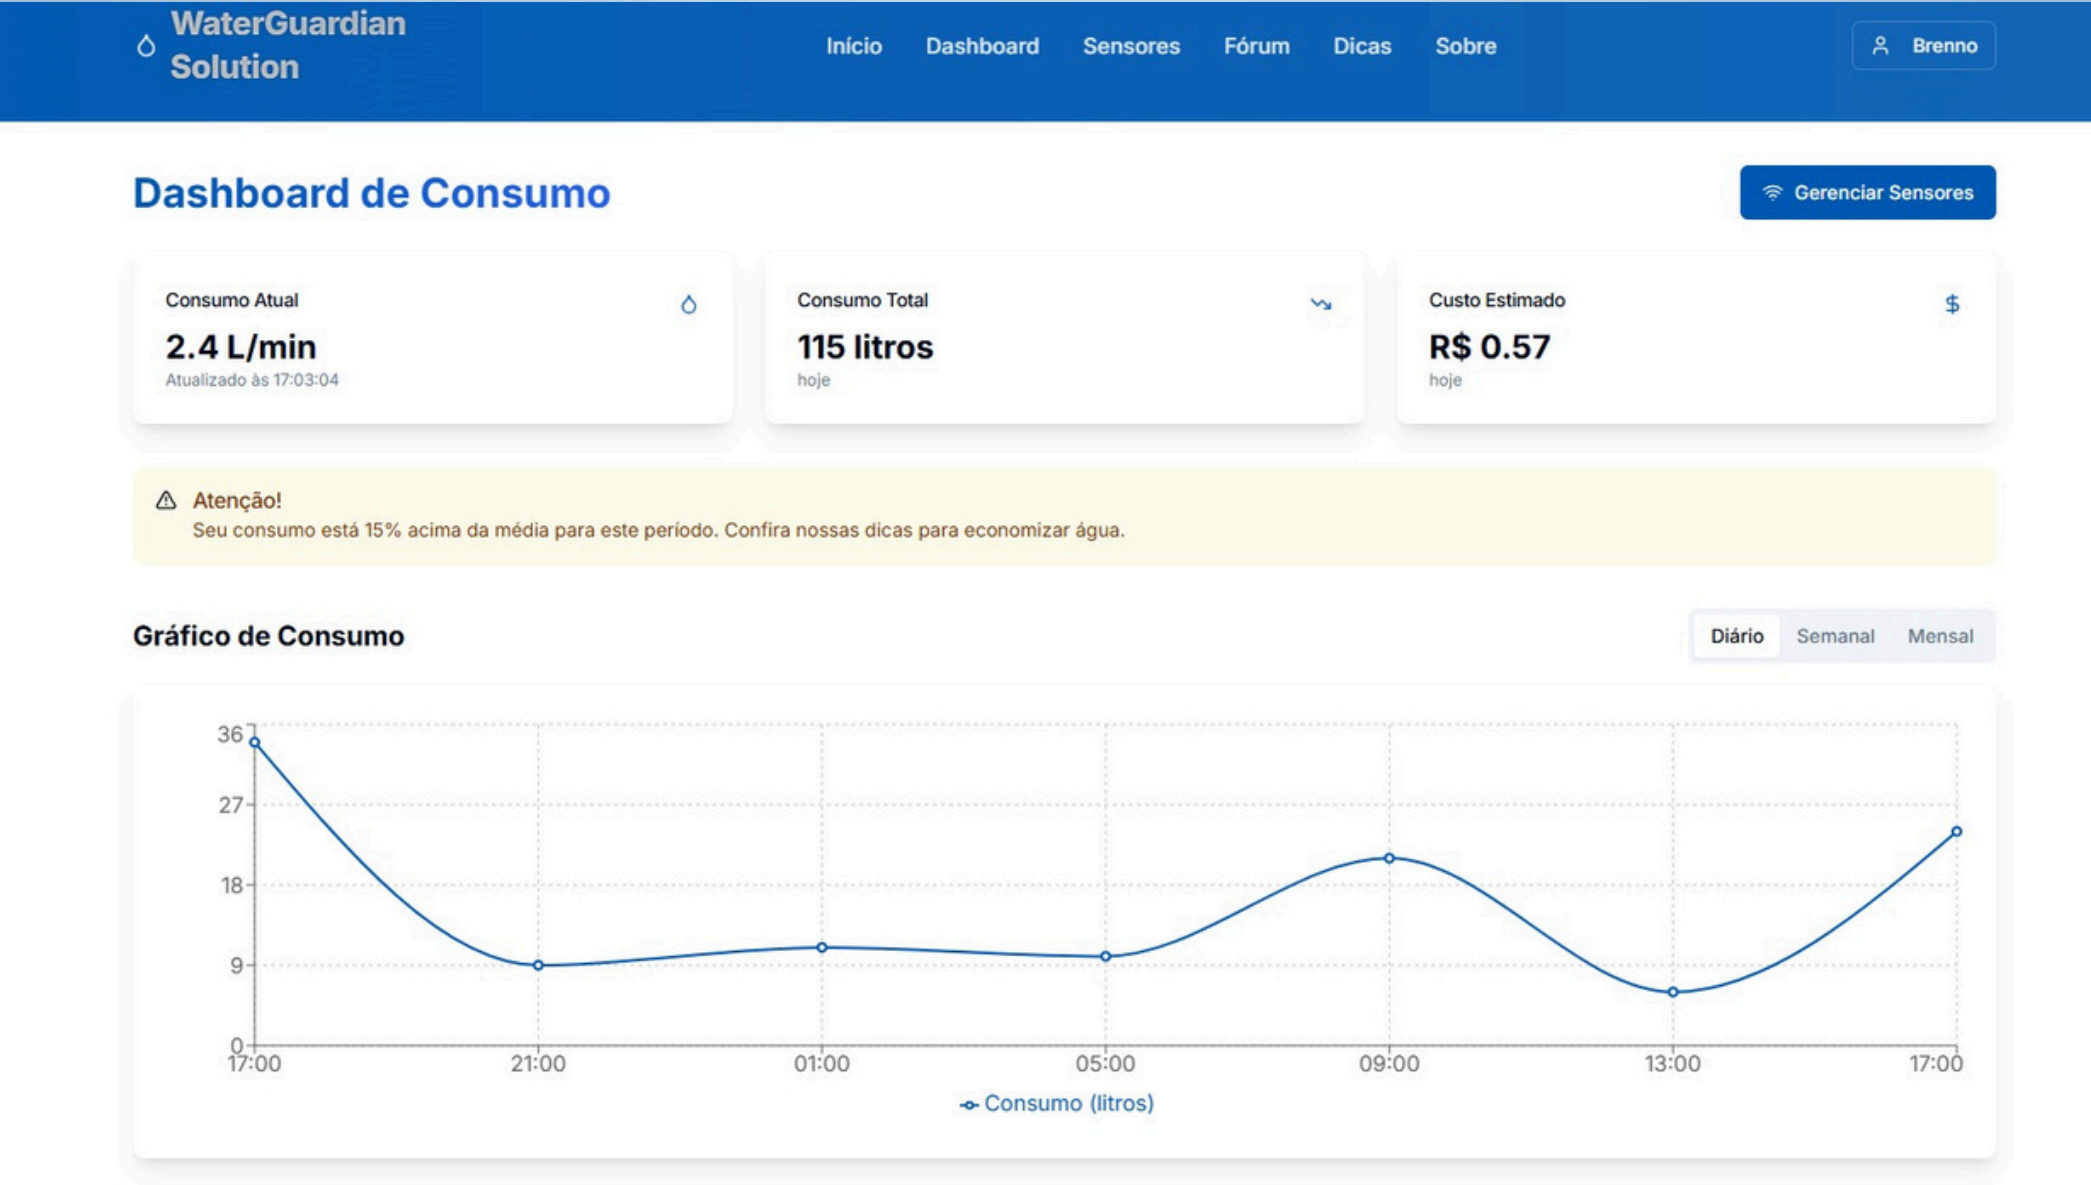 WaterGuardian
Solution
Início Dashboard Sensores Fórum Dicas Sobre
Brenno
Dashboard de Consumo
Gerenciar Sensores
Consumo Atual
2.4 L/min
Atualizado às 17:03:04
Consumo Total
115 litros
hoje
Custo Estimado
$
R$ 0.57
hoje
Atenção!
Seu consumo está 15% acima da média para este período. Confira nossas dicas para economizar água.
Gráfico de Consumo
Diário Semanal Mensal
36
27
18
9
0
17:00 21:00 01:00 05:00 09:00 13:00 17:00
Consumo (litros)